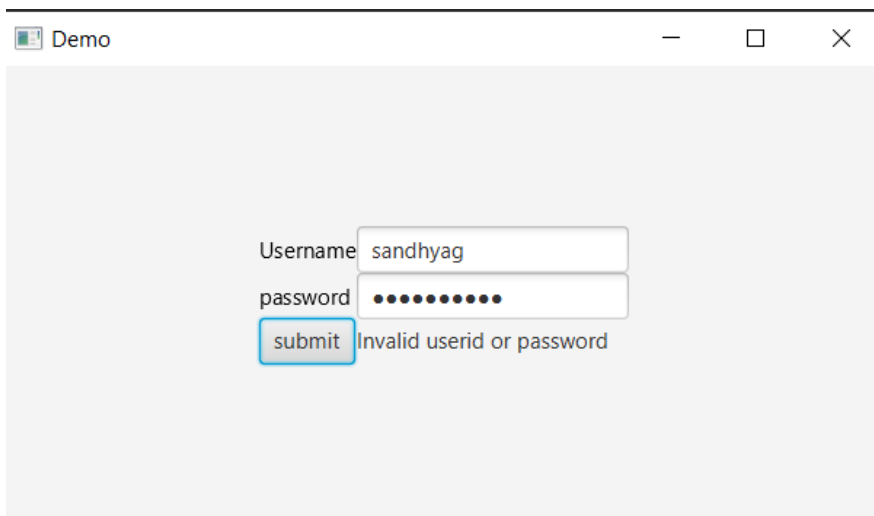 Demo
Username sandhyag
password ●●●●●●●●●●
submit Invalid userid or password